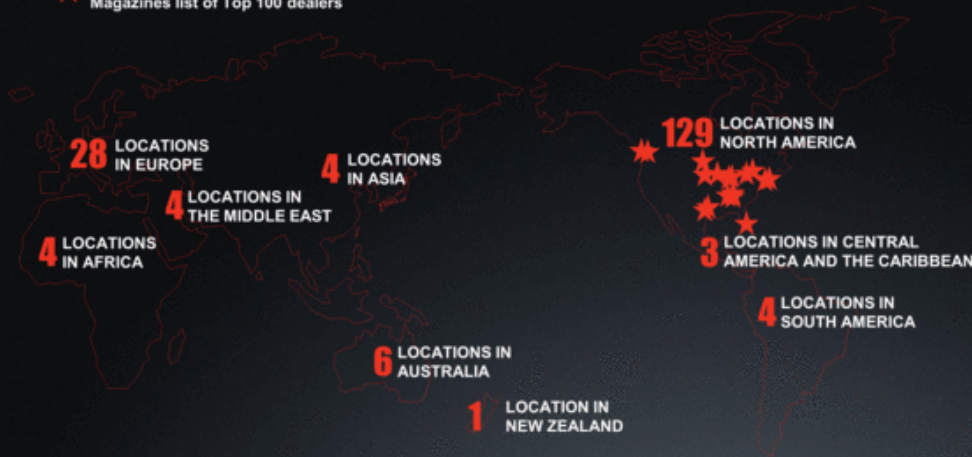 Magazines list of Top 100 dealers
129 LOCATIONS IN
NORTH AMERICA
28 LOCATIONS
IN EUROPE
4 LOCATIONS
IN ASIA
4 LOCATIONS IN
THE MIDDLE EAST
4 LOCATIONS
IN AFRICA
3 LOCATIONS IN CENTRAL
AMERICA AND THE CARIBBEAN
4 LOCATIONS IN
SOUTH AMERICA
6 LOCATIONS IN
AUSTRALIA
1 LOCATION IN
NEW ZEALAND